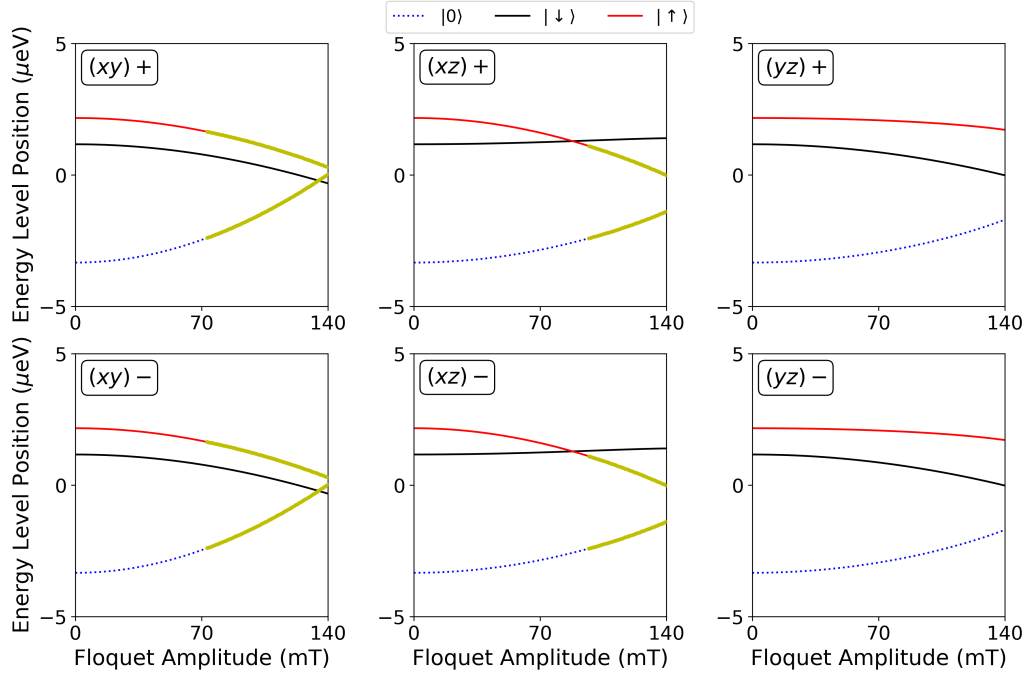 |0⟩ |↓⟩ |↑⟩
Energy Level Position (μeV)
5
0
−5
(xy)+
0 70 140
5
0
−5
(xz)+
0 70 140
5
0
−5
(yz)+
0 70 140
Energy Level Position (μeV)
5
0
−5
(xy)−
0 70 140
Floquet Amplitude (mT)
5
0
−5
(xz)−
0 70 140
Floquet Amplitude (mT)
5
0
−5
(yz)−
0 70 140
Floquet Amplitude (mT)